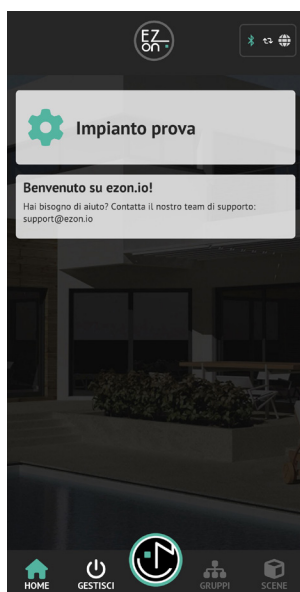 EZ
on
Impianto prova
Benvenuto su ezon.io!
Hai bisogno di aiuto? Contatta il nostro team di supporto:
support@ezon.io
HOME
GESTISCI
GRUPPI
SCENE